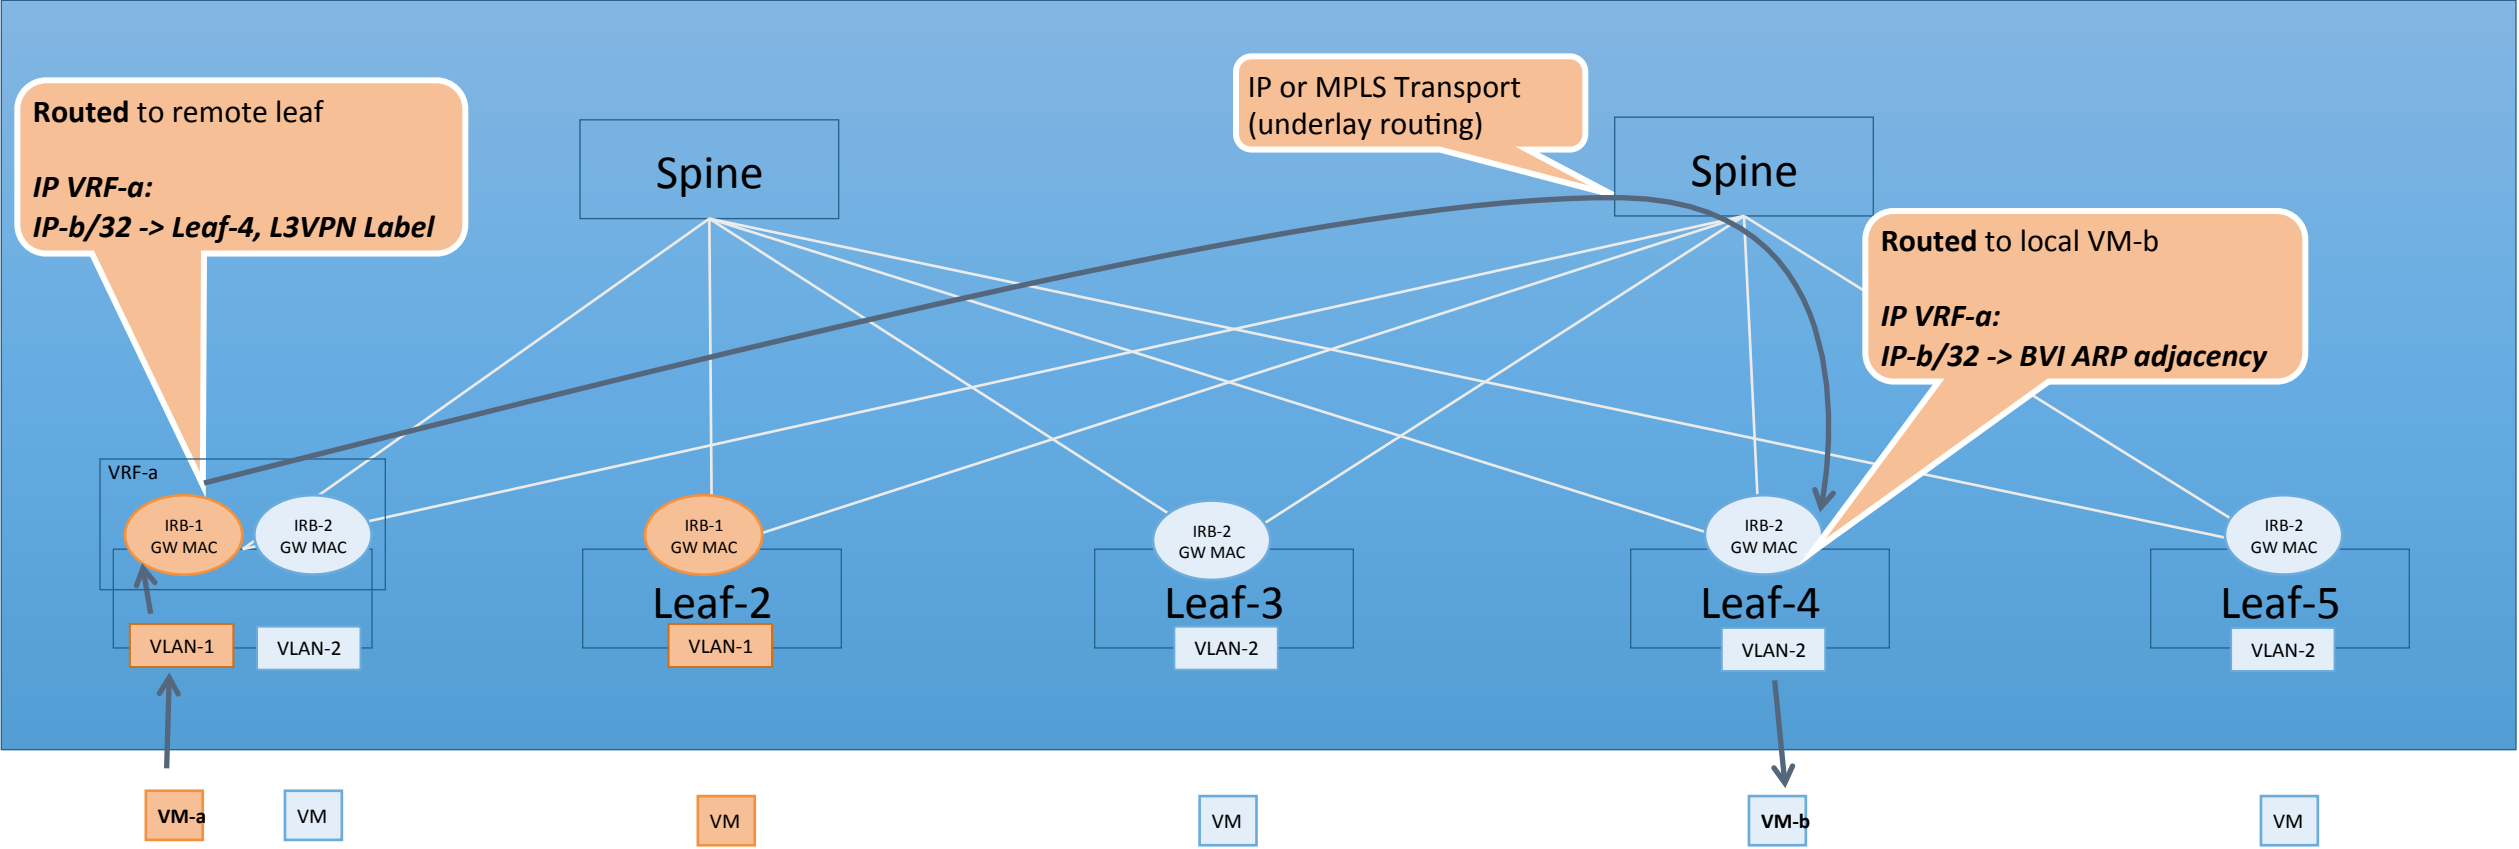 IP or MPLS Transport
(underlay routing)
Routed to remote leaf
IP VRF-a:
IP-b/32 -> Leaf-4, L3VPN Label
Spine
Spine
Routed to local VM-b
IP VRF-a:
IP-b/32 -> BVI ARP adjacency
VRF-a
IRB-1
GW MAC
IRB-2
GW MAC
IRB-1
GW MAC
IRB-2
GW MAC
IRB-2
GW MAC
IRB-2
GW MAC
Leaf-2
Leaf-3
Leaf-4
Leaf-5
VLAN-1
VLAN-2
VLAN-1
VLAN-2
VLAN-2
VLAN-2
VM-a
VM
VM
VM
VM-b
VM